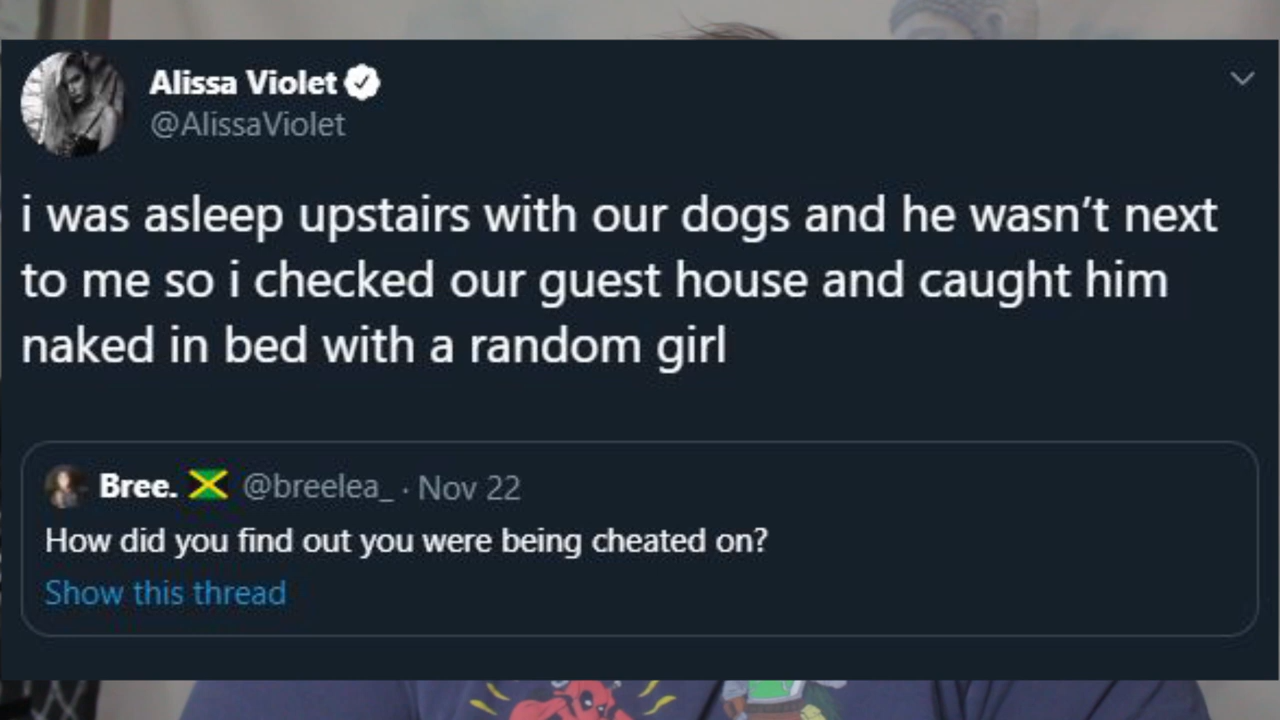 Alissa Violet
@AlissaViolet
i was asleep upstairs with our dogs and he wasn’t next
to me so i checked our guest house and caught him
naked in bed with a random girl
Bree. 🇯🇲 @breelea_ · Nov 22
How did you find out you were being cheated on?
Show this thread